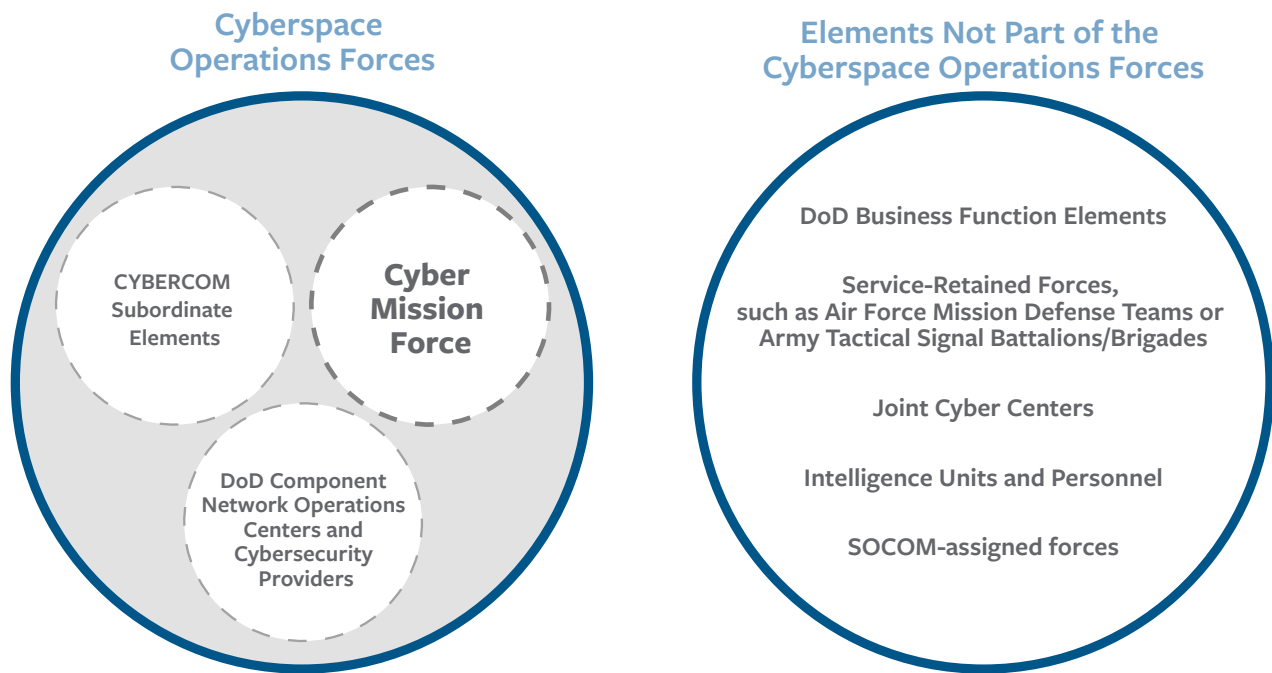 Cyberspace
Operations Forces
CYBERCOM
Subordinate
Elements
Cyber
Mission
Force
DoD Component
Network Operations
Centers and
Cybersecurity
Providers
Elements Not Part of the
Cyberspace Operations Forces
DoD Business Function Elements
Service-Retained Forces,
such as Air Force Mission Defense Teams or
Army Tactical Signal Battalions/Brigades
Joint Cyber Centers
Intelligence Units and Personnel
SOCOM-assigned forces